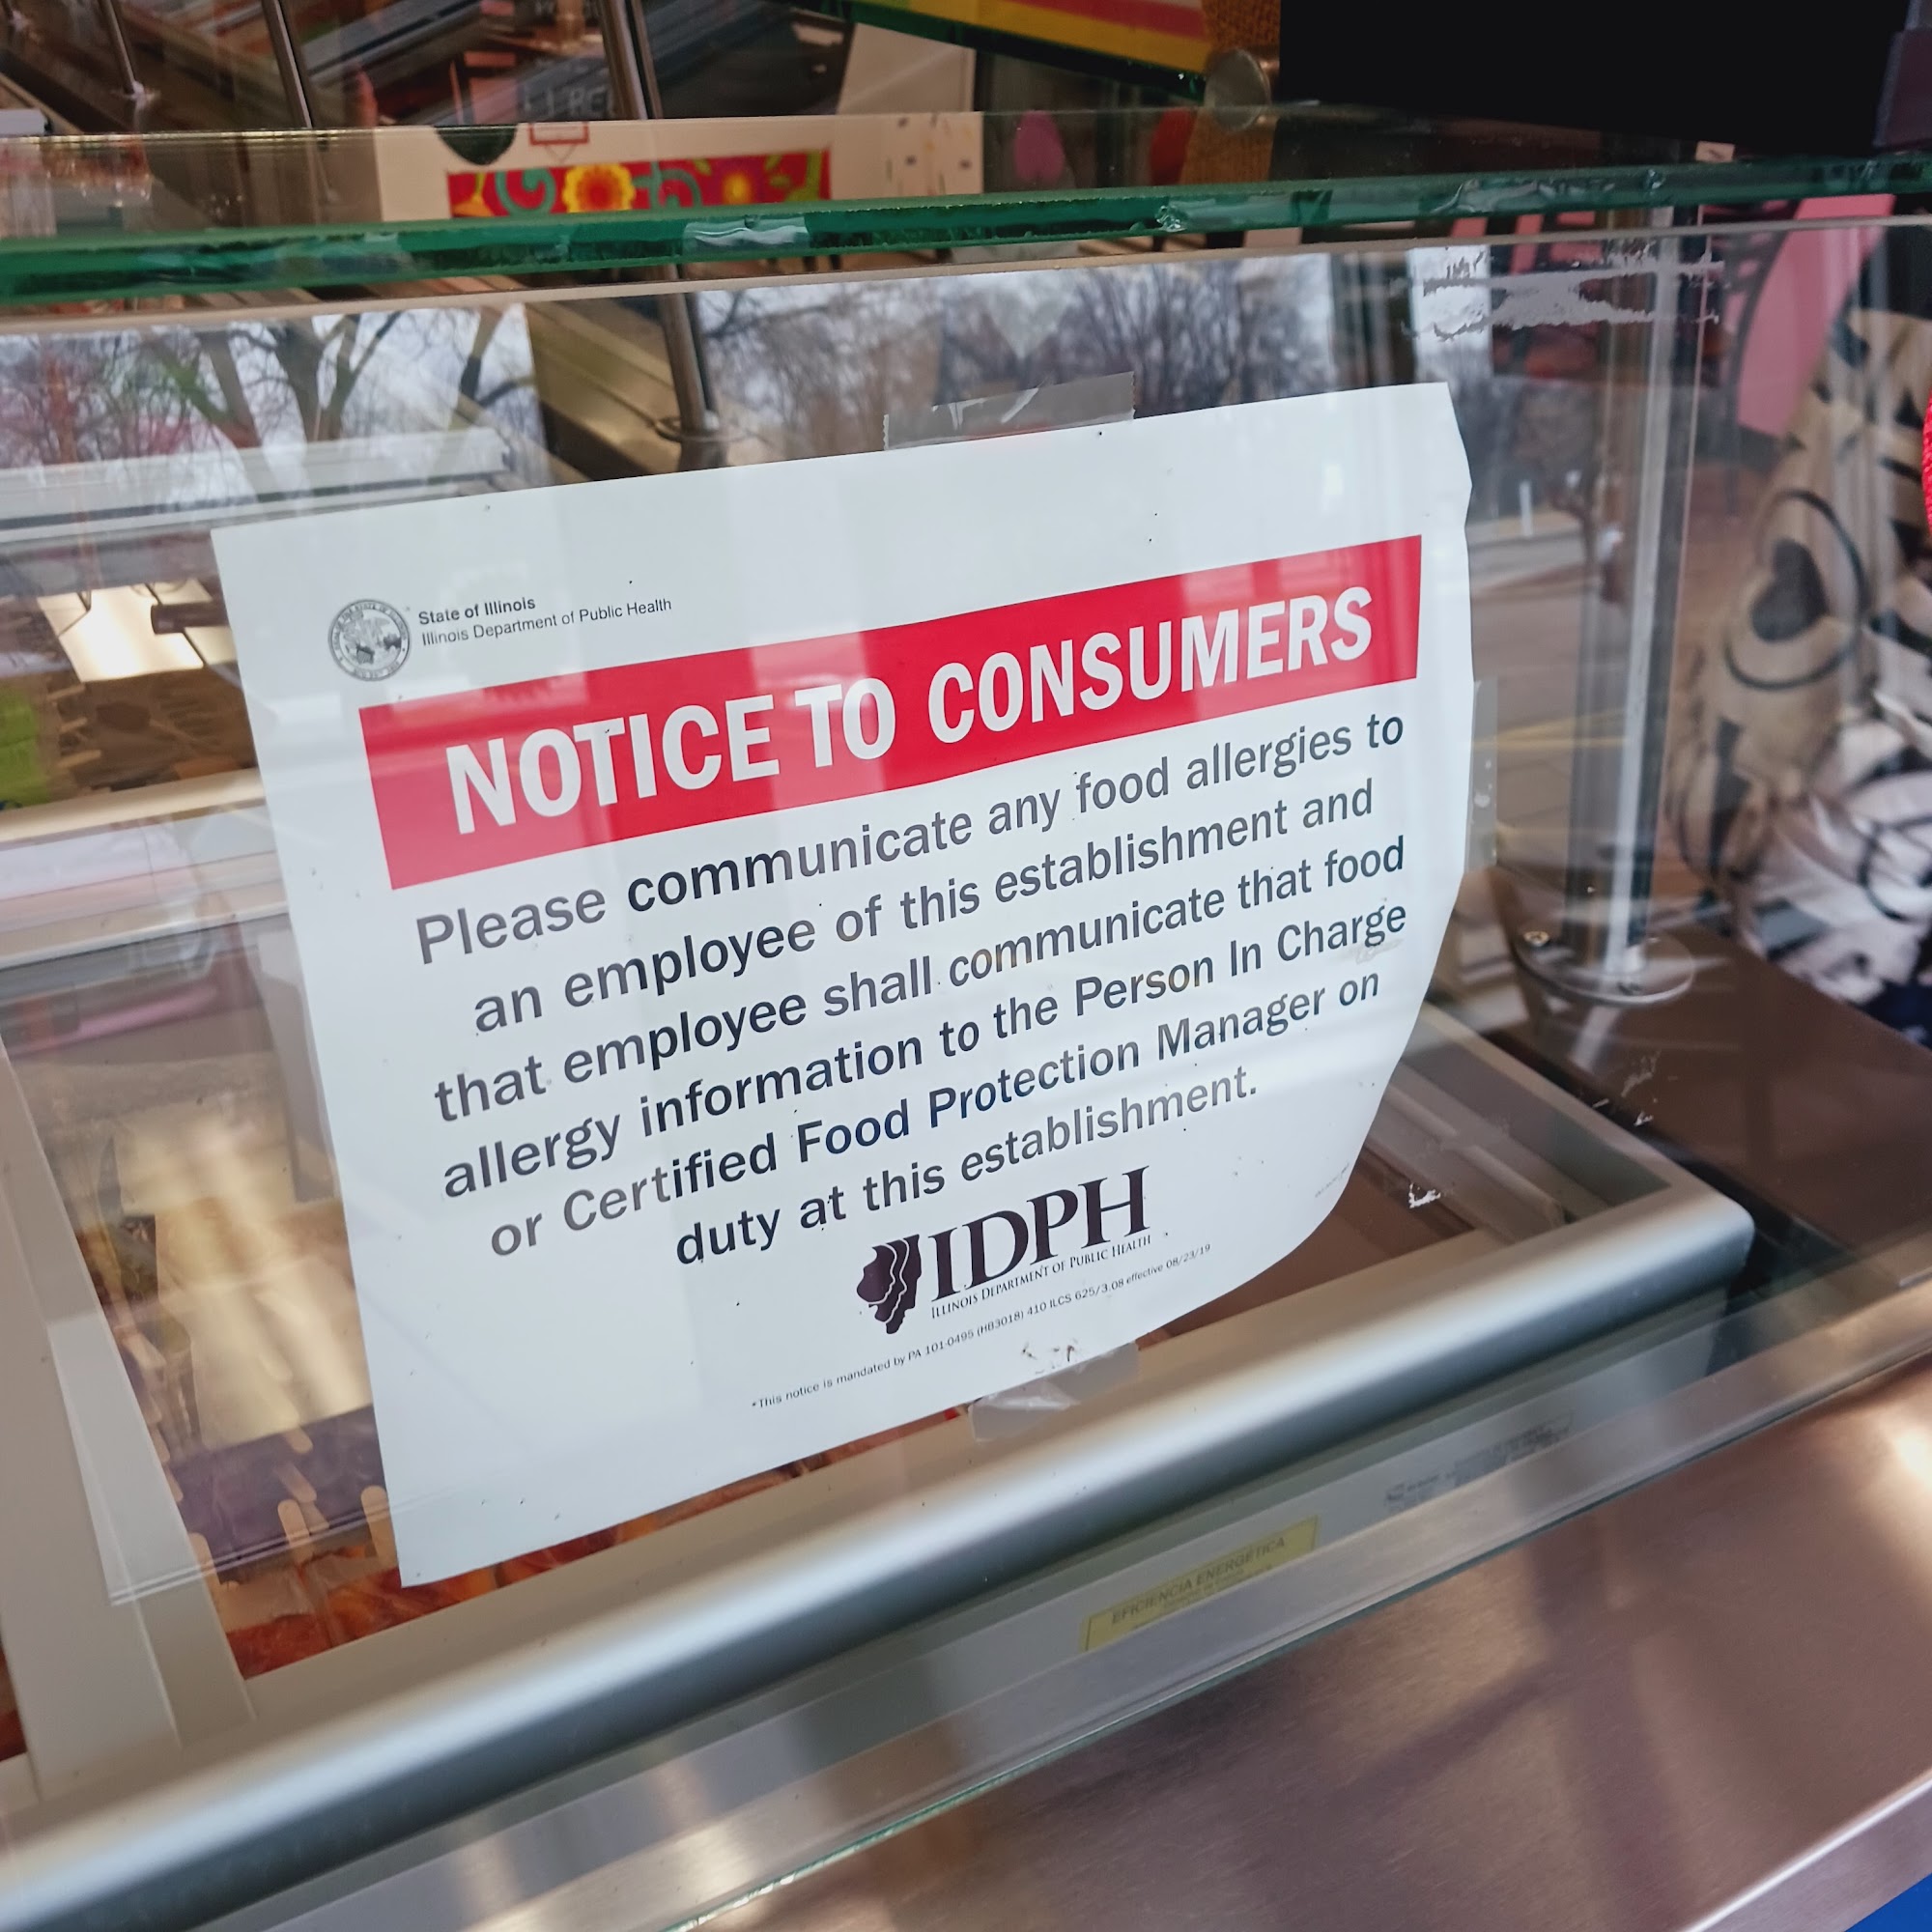 State of Illinois
Illinois Department of Public Health
NOTICE TO CONSUMERS
Please communicate any food allergies to
an employee of this establishment and
that employee shall communicate that food
allergy information to the Person In Charge
or Certified Food Protection Manager on
duty at this establishment.
IDPH
ILLINOIS DEPARTMENT OF PUBLIC HEALTH
*This notice is mandated by PA 101-0495 (HB3018) 410 ILCS 625/3.08 effective 08/23/19
EFICIENCIA ENERGÉTICA